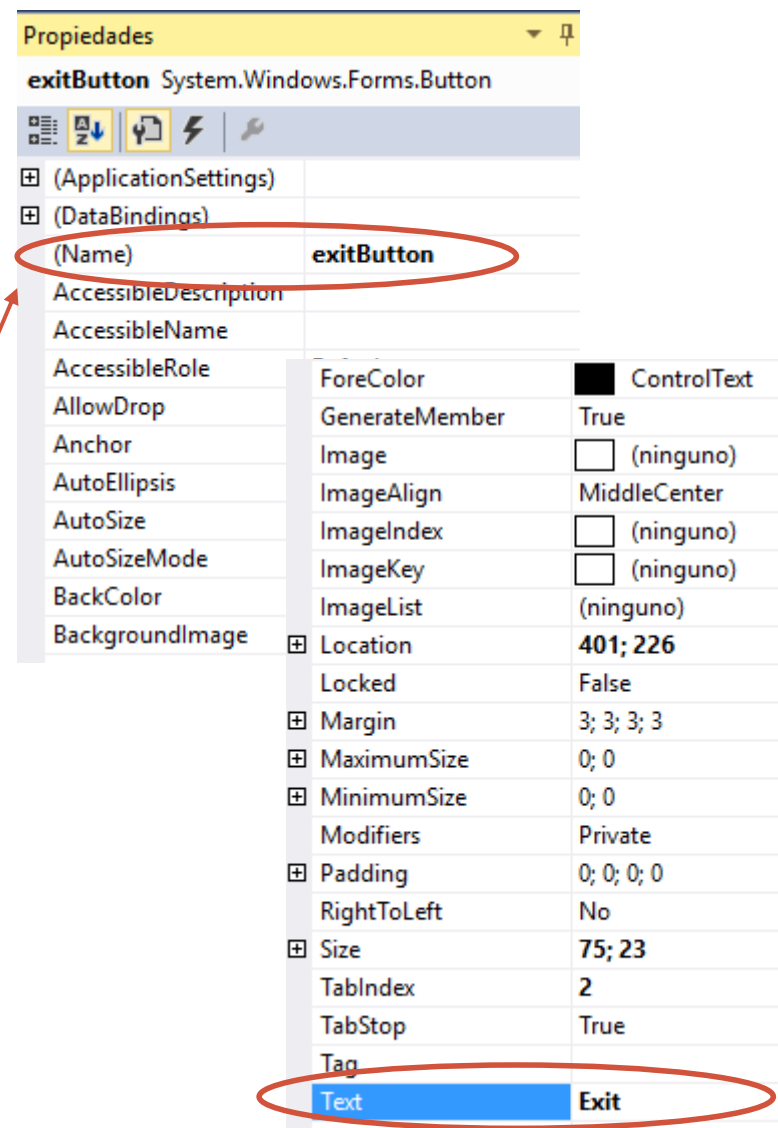 Propiedades
exitButton System.Windows.Forms.Button
(ApplicationSettings)
(DataBindings)
(Name) exitButton
AccessibleDescription
AccessibleName
AccessibleRole
AllowDrop
Anchor
AutoEllipsis
AutoSize
AutoSizeMode
BackColor
BackgroundImage
ForeColor ControlText
GenerateMember True
Image (ninguno)
ImageAlign MiddleCenter
ImageIndex (ninguno)
ImageKey (ninguno)
ImageList (ninguno)
Location 401; 226
Locked False
Margin 3; 3; 3; 3
MaximumSize 0; 0
MinimumSize 0; 0
Modifiers Private
Padding 0; 0; 0; 0
RightToLeft No
Size 75; 23
TabIndex 2
TabStop True
Tag
Text Exit